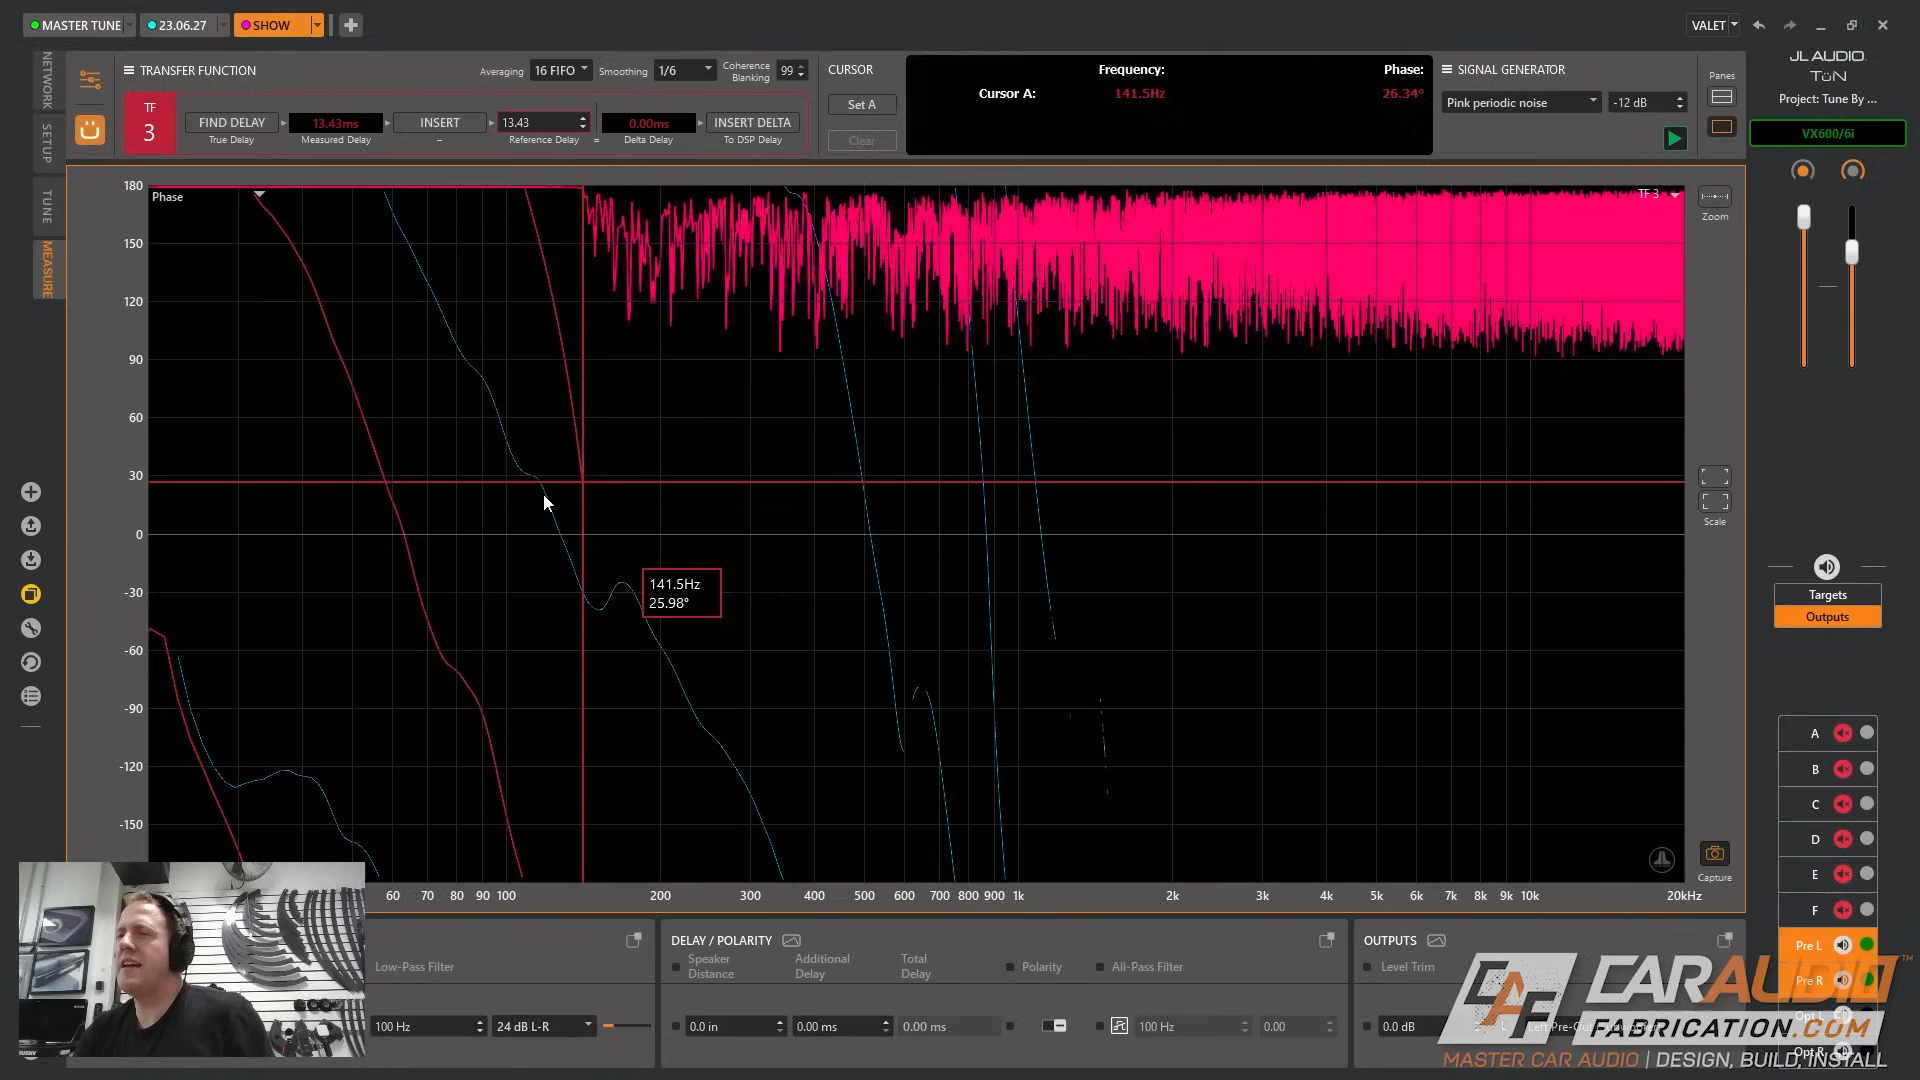 MASTER TUNE
23.06.27
SHOW
VALET
NETWORK
SETUP
TUNE
MEASURE
TRANSFER FUNCTION
Averaging
16 FIFO
Smoothing
1/6
Coherence
Blanking
99
TF
3
FIND DELAY
13.43ms
INSERT
13.43
0.00ms
INSERT DELTA
True Delay
Measured Delay
–
Reference Delay
=
Delta Delay
To DSP Delay
CURSOR
Set A
Clear
Frequency:
Phase:
Cursor A:
141.5Hz
26.34°
SIGNAL GENERATOR
Pink periodic noise
-12 dB
Panes
JL AUDIO
TüN
Project: Tune By ...
VX600/6i
Phase
TF 3
Zoom
Scale
Capture
180
150
120
90
60
30
0
-30
-60
-90
-120
-150
141.5Hz
25.98°
60
70
80
90
100
200
300
400
500
600
700
800
900
1k
2k
3k
4k
5k
6k
7k
8k
9k
10k
20kHz
Targets
Outputs
A
B
C
D
E
F
Pre L
Pre R
Opt L
Opt R
Low-Pass Filter
100 Hz
24 dB L-R
DELAY / POLARITY
Speaker
Distance
Additional
Delay
Total
Delay
Polarity
All-Pass Filter
0.0 in
0.00 ms
0.00 ms
100 Hz
0.00
OUTPUTS
Level Trim
0.0 dB
CAF
CARAUDIO™
FABRICATION.COM
MASTER CAR AUDIO | DESIGN, BUILD, INSTALL